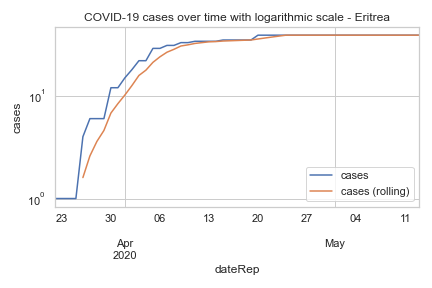 COVID-19 cases over time with logarithmic scale - Eritrea
cases
10¹
10⁰
cases
cases (rolling)
23 30 06 13 20 27 04 11
Apr May
2020
dateRep